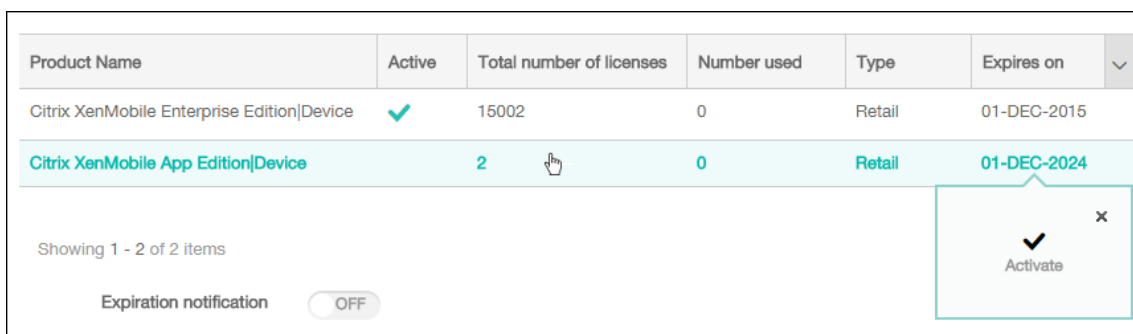 Product Name Active Total number of licenses Number used Type Expires on
Citrix XenMobile Enterprise Edition|Device 15002 0 Retail 01-DEC-2015
Citrix XenMobile App Edition|Device 2 0 Retail 01-DEC-2024
Showing 1 - 2 of 2 items
Activate
Expiration notification OFF